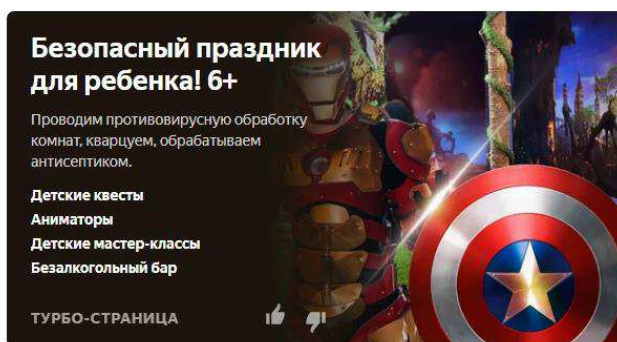 Безопасный праздник
для ребенка! 6+
Проводим противовирусную обработку
комнат, кварцуем, обрабатываем
антисептиком.
Детские квесты
Аниматоры
Детские мастер-классы
Безалкогольный бар
ТУРБО-СТРАНИЦА